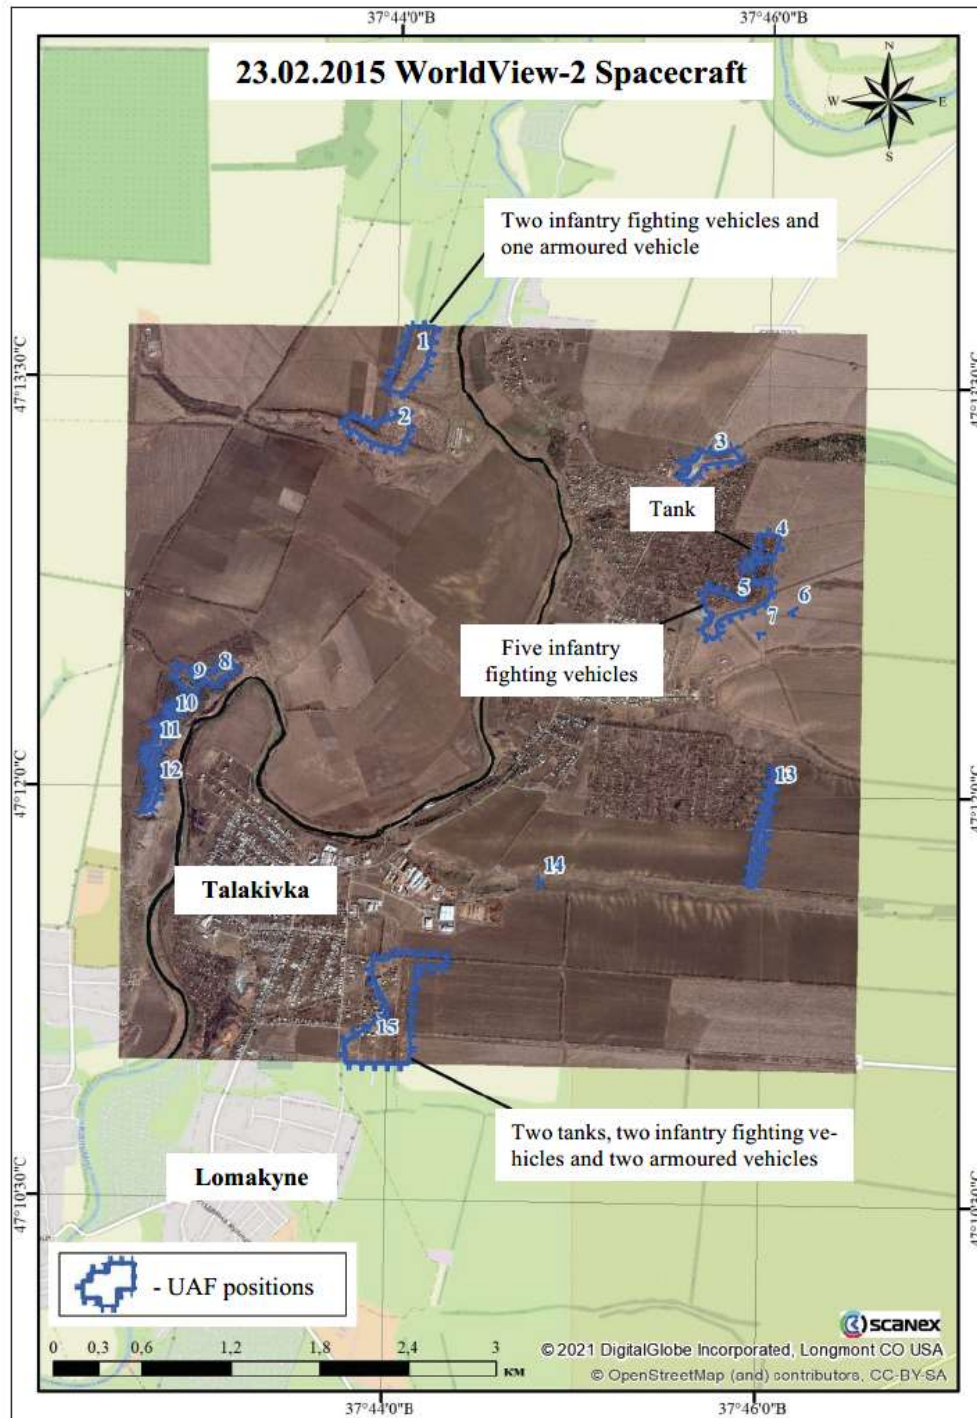 37°44'0"В
37°46'0"В
23.02.2015 WorldView-2 Spacecraft
N
W
E
S
Two infantry fighting vehicles and
one armoured vehicle
47°13'30"С
1
2
3
Tank
4
5
6
7
Five infantry
fighting vehicles
8
9
10
11
12
47°12'0"С
13
14
Talakivka
15
Two tanks, two infantry fighting ve-
hicles and two armoured vehicles
Lomakyne
47°10'30"С
47°10'30"С
- UAF positions
scanex
0 0,3 0,6 1,2 1,8 2,4 3
КМ
© 2021 DigitalGlobe Incorporated, Longmont CO USA
© OpenStreetMap (and) contributors, CC-BY-SA
37°44'0"В
37°46'0"В